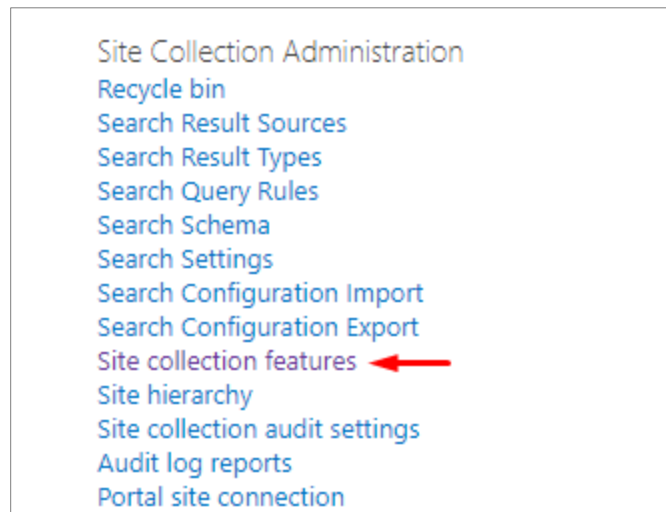 Site Collection Administration
Recycle bin
Search Result Sources
Search Result Types
Search Query Rules
Search Schema
Search Settings
Search Configuration Import
Search Configuration Export
Site collection features
Site hierarchy
Site collection audit settings
Audit log reports
Portal site connection